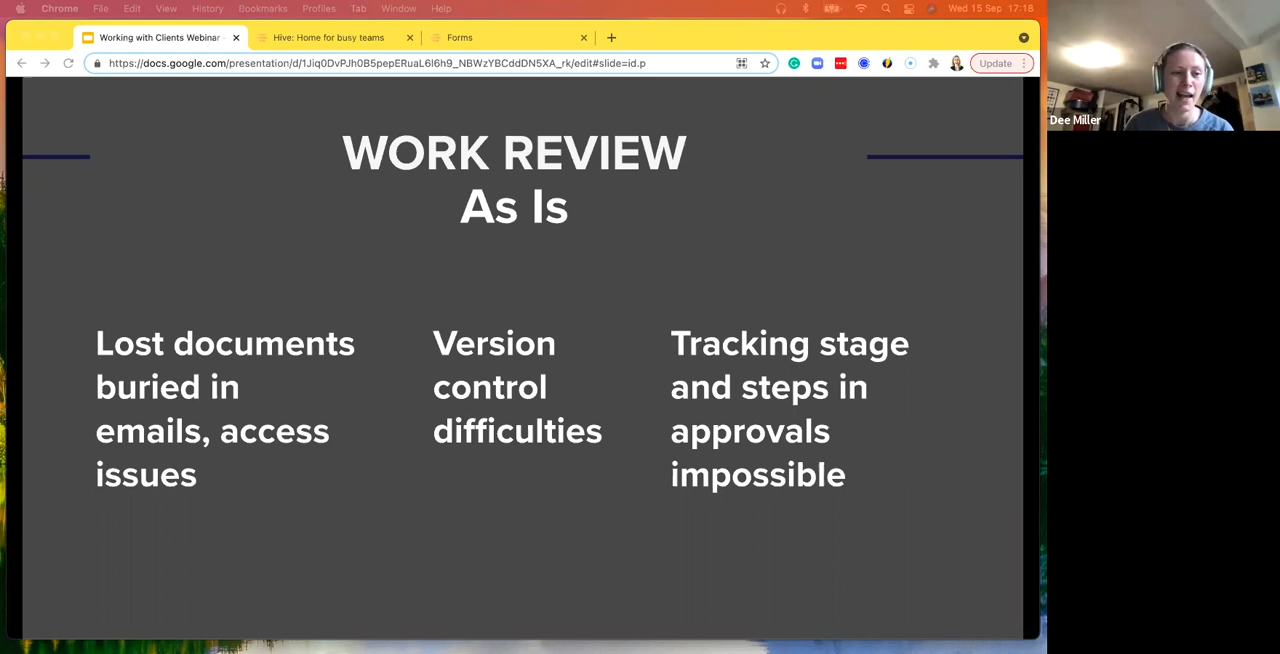 Chrome File Edit View History Bookmarks Profiles Tab Window Help Wed 15 Sep 17:18
Working with Clients Webinar Hive: Home for busy teams Forms
https://docs.google.com/presentation/d/1Jiq0DvPJh0B5pepERuaL6l6h9_NBWzYBCddDN5XA_rk/edit#slide=id.p Update
Dee Miller
WORK REVIEW
As Is
Lost documents
buried in
emails, access
issues
Version
control
difficulties
Tracking stage
and steps in
approvals
impossible